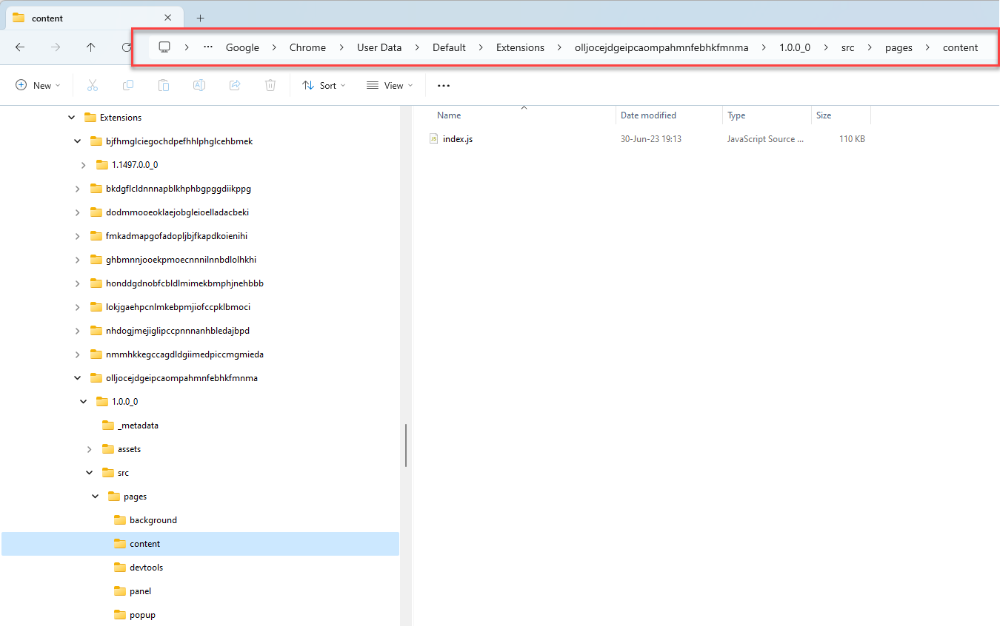 content
Google Chrome User Data Default Extensions olljocejdgeipcaompahmnfebhkfmnma 1.0.0_0 src pages content
New Sort View
Extensions
bjfhmglciegochdpefhhlphglcehbmek
1.1497.0.0_0
bkdgflcldnnnapblkhphbgpggdiikppg
dodmmooeoklaejobgleioelladacbeki
fmkadmapgofadopljbjfkapdkoienihi
ghbmnnjooekpmoecnnnilnnbdlolhkhi
honddgdnobfcbldlmimekbmphjnehbbb
lokjgaehpcnlmkebpmjiofccpklbmoci
nhdogjmejiglipccpnnnanhbledajbpd
nmmhkkegccagdldgiimedpiccmgmieda
olljocejdgeipcaompahmnfebhkfmnma
1.0.0_0
_metadata
assets
src
pages
background
content
devtools
panel
popup
Name Date modified Type Size
index.js 30-Jun-23 19:13 JavaScript Source ... 110 KB